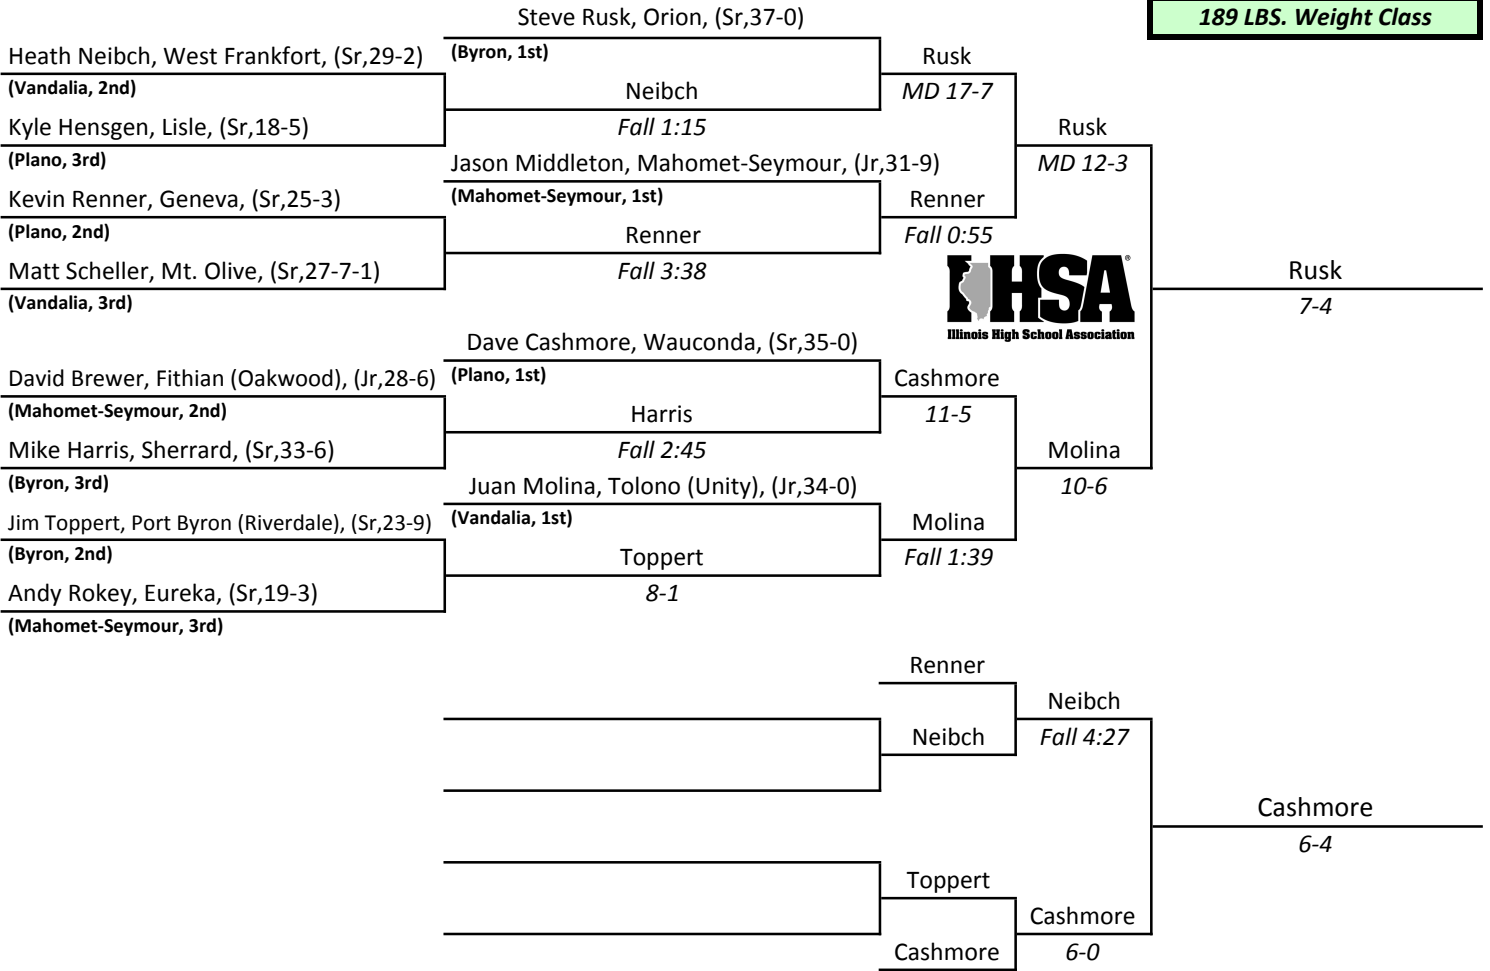 Steve Rusk, Orion, (Sr,37-0)
189 LBS. Weight Class
Heath Neibch, West Frankfort, (Sr,29-2)
(Byron, 1st)
Rusk
(Vandalia, 2nd)
Neibch
MD 17-7
Kyle Hensgen, Lisle, (Sr,18-5)
Fall 1:15
Rusk
(Plano, 3rd)
Jason Middleton, Mahomet-Seymour, (Jr,31-9)
MD 12-3
Kevin Renner, Geneva, (Sr,25-3)
(Mahomet-Seymour, 1st)
Renner
(Plano, 2nd)
Renner
Fall 0:55
Matt Scheller, Mt. Olive, (Sr,27-7-1)
Fall 3:38
IHSA®
Rusk
(Vandalia, 3rd)
7-4
Illinois High School Association
Dave Cashmore, Wauconda, (Sr,35-0)
David Brewer, Fithian (Oakwood), (Jr,28-6)
(Plano, 1st)
Cashmore
(Mahomet-Seymour, 2nd)
Harris
11-5
Mike Harris, Sherrard, (Sr,33-6)
Fall 2:45
Molina
(Byron, 3rd)
Juan Molina, Tolono (Unity), (Jr,34-0)
10-6
Jim Toppert, Port Byron (Riverdale), (Sr,23-9)
(Vandalia, 1st)
Molina
(Byron, 2nd)
Toppert
Fall 1:39
Andy Rokey, Eureka, (Sr,19-3)
8-1
(Mahomet-Seymour, 3rd)
Renner
Neibch
Neibch
Fall 4:27
Cashmore
6-4
Toppert
Cashmore
Cashmore
6-0